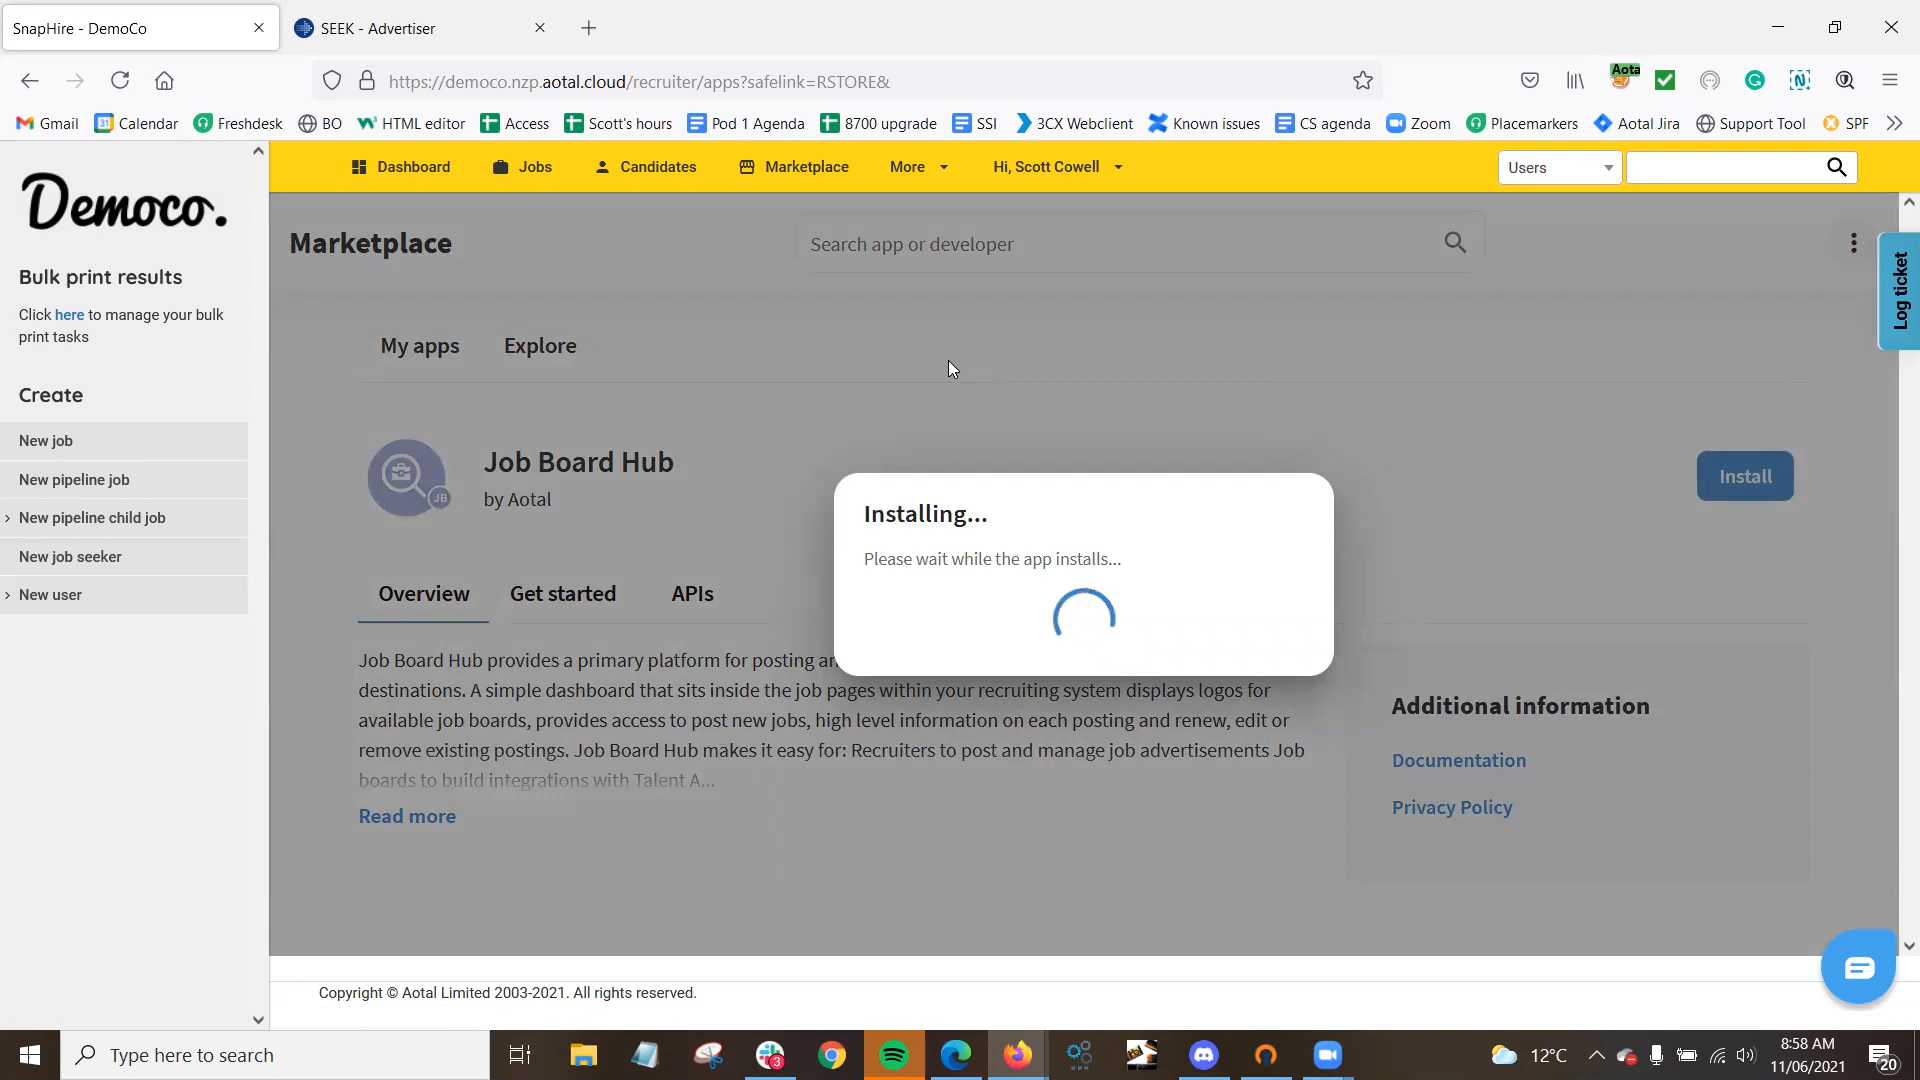 SnapHire - DemoCo
SEEK - Advertiser
https://democo.nzp.aotal.cloud/recruiter/apps?safelink=RSTORE&
Aotal
Gmail
Calendar
Freshdesk
BO
HTML editor
Access
Scott's hours
Pod 1 Agenda
8700 upgrade
SSI
3CX Webclient
Known issues
CS agenda
Zoom
Placemarkers
Aotal Jira
Support Tool
SPF
Democo.
Dashboard
Jobs
Candidates
Marketplace
More
Hi, Scott Cowell
Users
Bulk print results
Click here to manage your bulk
print tasks
Create
New job
New pipeline job
New pipeline child job
New job seeker
New user
Marketplace
Search app or developer
Log ticket
My apps
Explore
JB
Job Board Hub
by Aotal
Install
Installing...
Please wait while the app installs...
Overview
Get started
APIs
Job Board Hub provides a primary platform for posting
destinations. A simple dashboard that sits inside the job pages within your recruiting system displays logos for
available job boards, provides access to post new jobs, high level information on each posting and renew, edit or
remove existing postings. Job Board Hub makes it easy for: Recruiters to post and manage job advertisements Job
boards to build integrations with Talent A...
Read more
Additional information
Documentation
Privacy Policy
Copyright © Aotal Limited 2003-2021. All rights reserved.
Type here to search
3
12°C
8:58 AM
11/06/2021
20